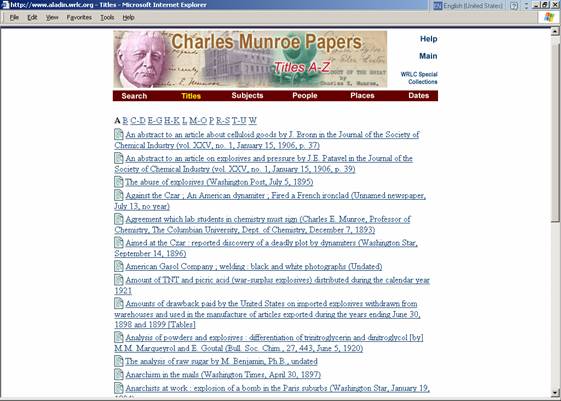 http://www.aladin.wrlc.org - Titles - Microsoft Internet Explorer
EN English (United States)
File Edit View Favorites Tools Help
Charles Munroe Papers
Titles A-Z
Help
Main
WRLC Special
Collections
Search Titles Subjects People Places Dates
A B C-D E-G H-K L M-O P R-S T-U W
An abstract to an article about celluloid goods by J. Bronn in the Journal of the Society of
Chemical Industry (vol. XXV, no. 1, January 15, 1906, p. 37)
An abstract to an article on explosives and pressure by J.E. Patavel in the Journal of the
Society of Chemical Industry (vol. XXV, no. 1, January 15, 1906, p. 39)
The abuse of explosives (Washington Post, July 5, 1895)
Against the Czar ; An American dynamiter ; Fired a French ironclad (Unnamed newspaper,
July 13, no year)
Agreement which lab students in chemistry must sign (Charles E. Munroe, Professor of
Chemistry, The Columbian University, Dept. of Chemistry, December 7, 1893)
Aimed at the Czar : reported discovery of a deadly plot by dynamiters (Washington Star,
September 14, 1896)
American Gasol Company ; welding : black and white photographs (Undated)
Amount of TNT and picric acid (war-surplus explosives) distributed during the calendar year
1921
Amounts of drawback paid by the United States on imported explosives withdrawn from
warehouses and used in the manufacture of articles exported during the years ending June 30,
1898 and 1899 [Tables]
Analysis of powders and explosives : differentiation of trinitroglycerin and dinitroglycol [by]
M.M. Marqueyrol and E. Goutal (Bull. Soc. Chim., 27, 443, June 5, 1920)
The analysis of raw sugar by M. Benjamin, Ph.B., undated
Anarchism in the mails (Washington Times, April 30, 1897)
Anarchists at work : explosion of a bomb in the Paris suburbs (Washington Star, January 19,